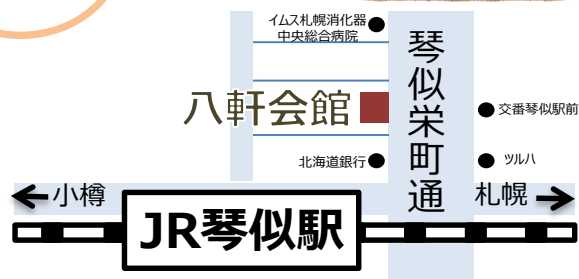 イムス札幌消化器
中央総合病院
琴似栄町通
八軒会館
交番琴似駅前
北海道銀行
ツルハ
小樽
札幌
JR琴似駅